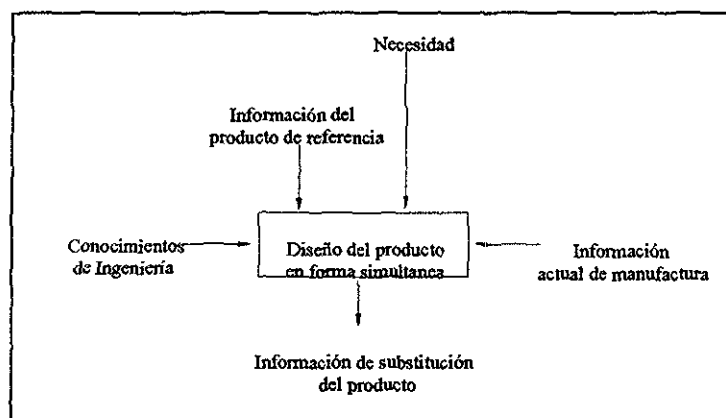 Necesidad
Información del
producto de referencia
Conocimientos
de Ingeniería
Diseño del producto
en forma simultanea
Información
actual de manufactura
Información de substitución
del producto